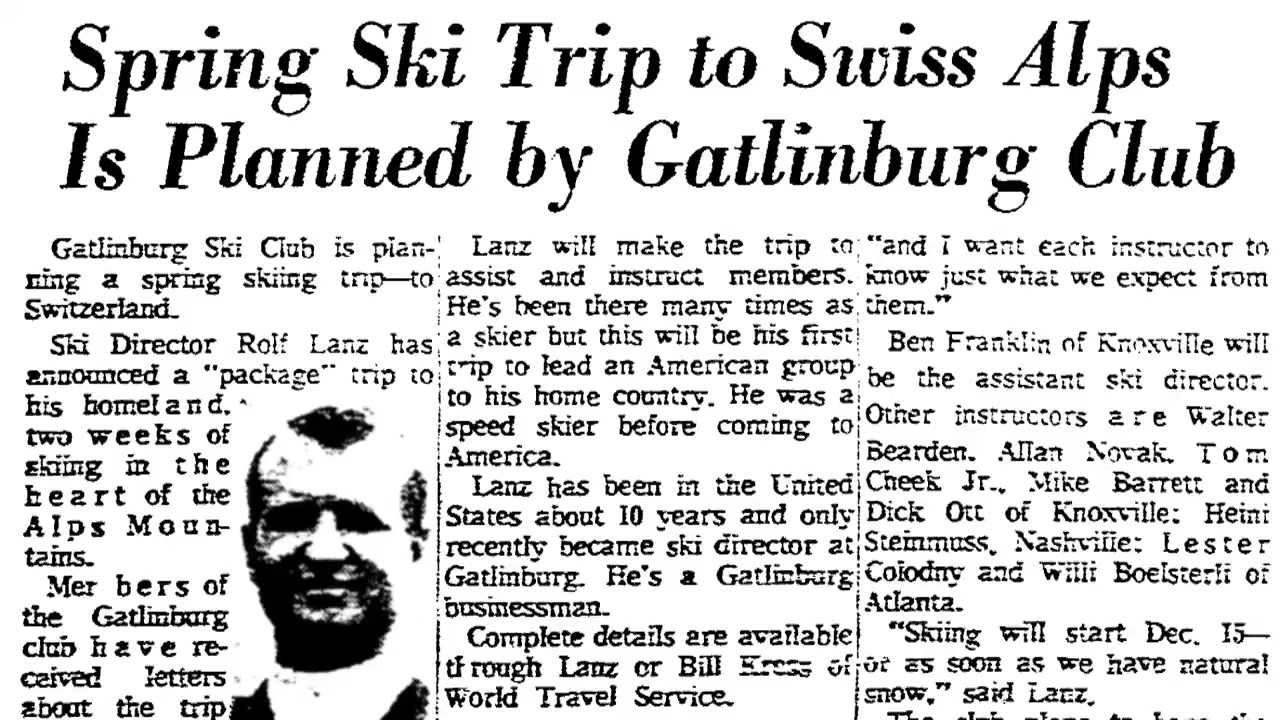 Spring Ski Trip to Swiss Alps
Is Planned by Gatlinburg Club
Gatlinburg Ski Club is plan-
ning a spring skiing trip—to
Switzerland.
Ski Director Rolf Lanz has
announced a "package" trip to
his homeland,
two weeks of
skiing in the
heart of the
Alps Moun-
tains.
Mer bers of
the Gatlinburg
club have re-
ceived letters
about the trip
Lanz will make the trip to
assist and instruct members.
He's been there many times as
a skier but this will be his first
trip to lead an American group
to his home country. He was a
speed skier before coming to
America.
Lanz has been in the United
States about 10 years and only
recently became ski director at
Gatlinburg. He's a Gatlinburg
businessman.
Complete details are available
through Lanz or Bill Kress of
World Travel Service.
"and I want each instructor to
know just what we expect from
them."
Ben Franklin of Knoxville will
be the assistant ski director.
Other instructors are Walter
Bearden, Allan Novak, Tom
Cheek Jr., Mike Barrett and
Dick Ott of Knoxville; Heini
Steinmuss, Nashville; Lester
Colodny and Willi Boelsterli of
Atlanta.
"Skiing will start Dec. 15—
or as soon as we have natural
snow," said Lanz.
The club plans to have the